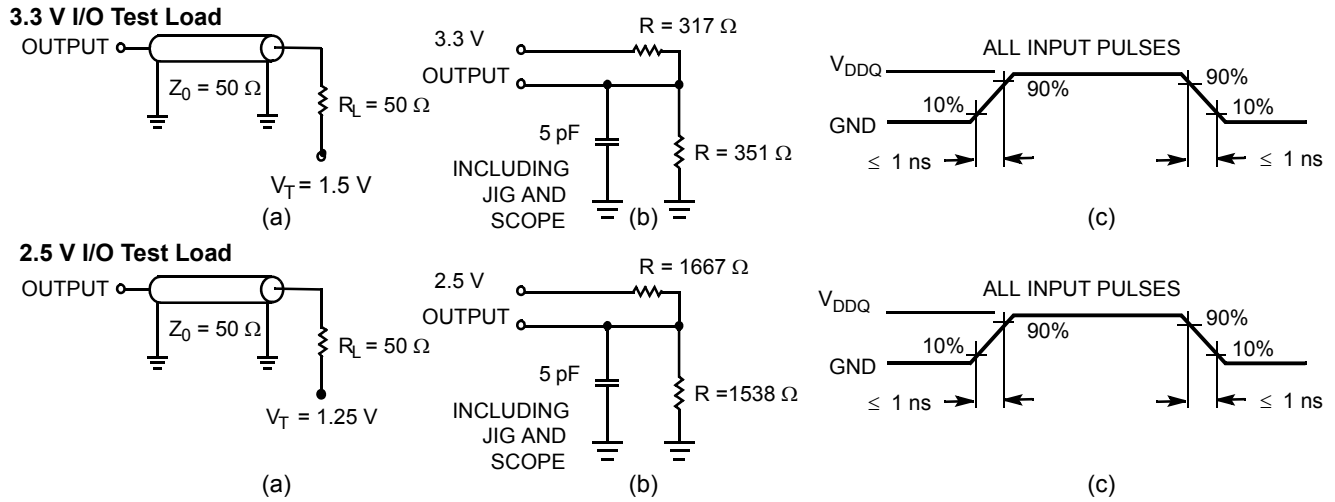 3.3 V I/O Test Load
OUTPUT
Z0 = 50 Ω
RL = 50 Ω
VT = 1.5 V
(a)
3.3 V
OUTPUT
R = 317 Ω
5 pF
R = 351 Ω
INCLUDING
JIG AND
SCOPE
(b)
ALL INPUT PULSES
VDDQ
GND
10%
90%
90%
10%
≤ 1 ns
≤ 1 ns
(c)
2.5 V I/O Test Load
OUTPUT
Z0 = 50 Ω
RL = 50 Ω
VT = 1.25 V
(a)
2.5 V
OUTPUT
R = 1667 Ω
5 pF
R =1538 Ω
INCLUDING
JIG AND
SCOPE
(b)
ALL INPUT PULSES
VDDQ
GND
10%
90%
90%
10%
≤ 1 ns
≤ 1 ns
(c)